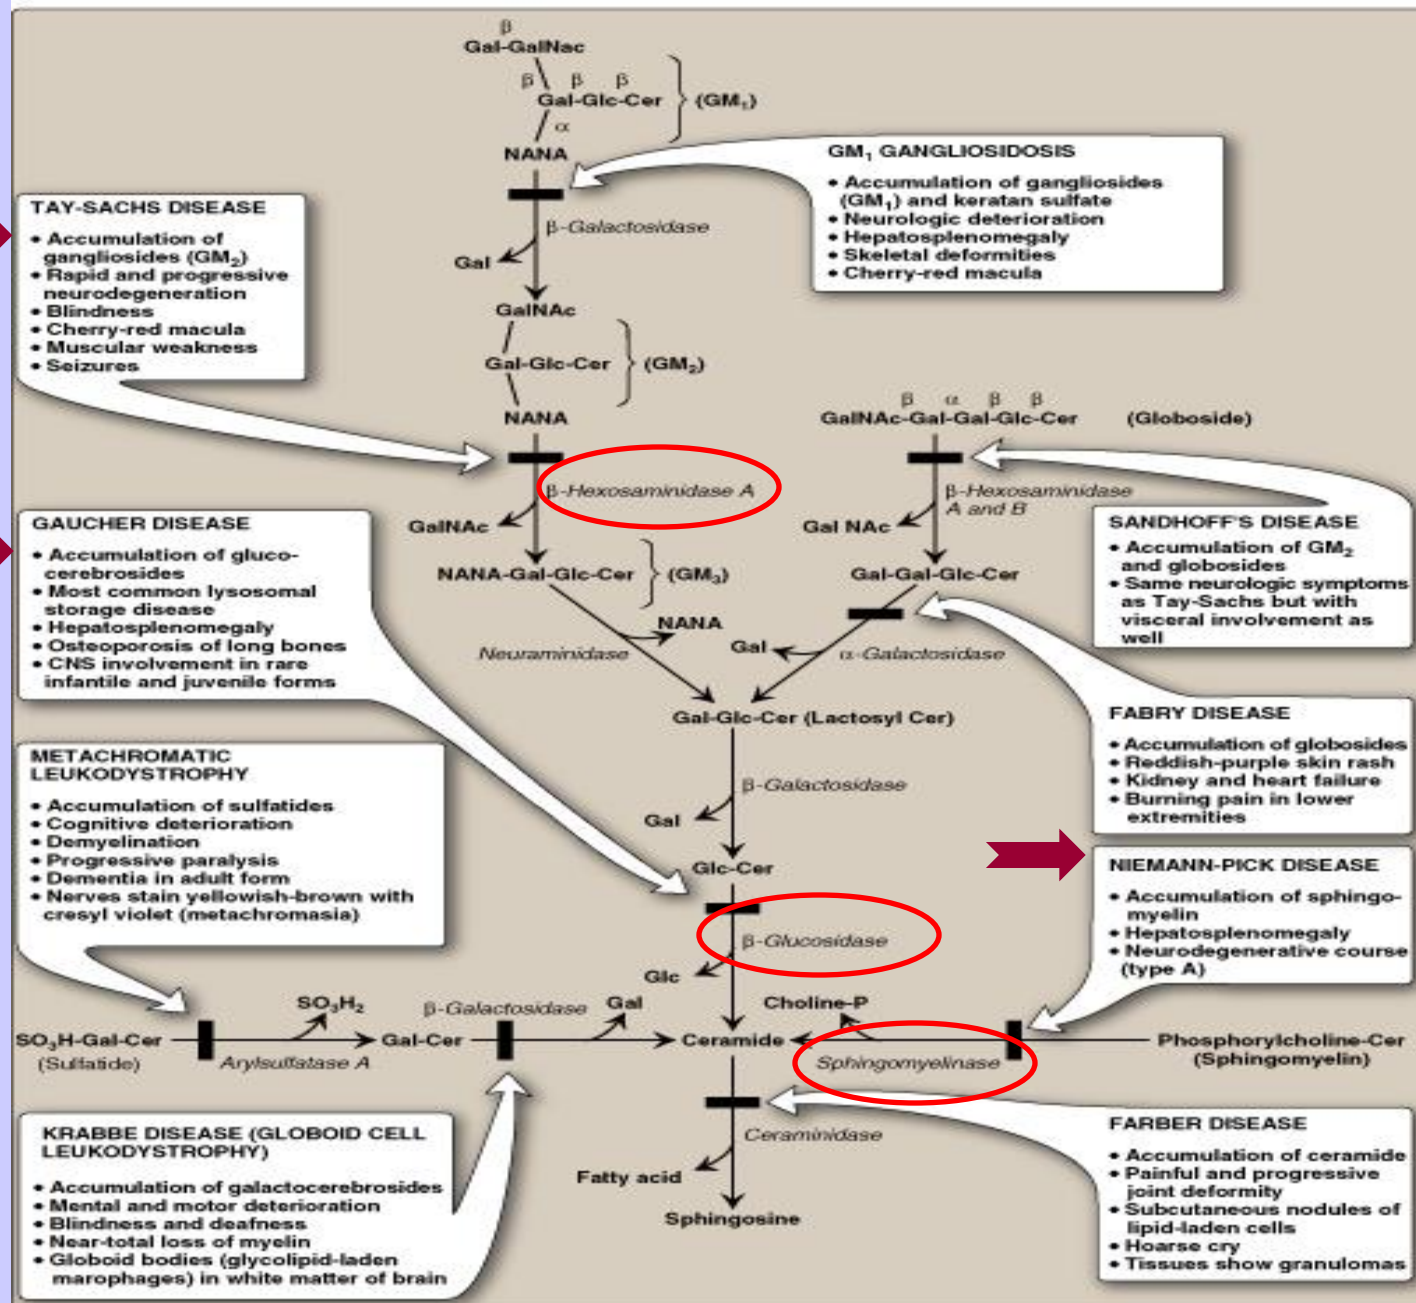 β
Gal-GalNac
β β β
Gal-Glc-Cer (GM₁)
α
NANA
GM₁ GANGLIOSIDOSIS
• Accumulation of gangliosides
(GM₁) and keratan sulfate
• Neurologic deterioration
• Hepatosplenomegaly
• Skeletal deformities
• Cherry-red macula
β-Galactosidase
Gal
TAY-SACHS DISEASE
• Accumulation of
gangliosides (GM₂)
• Rapid and progressive
neurodegeneration
• Blindness
• Cherry-red macula
• Muscular weakness
• Seizures
GalNAc
Gal-Glc-Cer (GM₂)
NANA
β α β β
GalNAc-Gal-Gal-Glc-Cer (Globoside)
β-Hexosaminidase A
GalNAc
β-Hexosaminidase
A and B
Gal NAc
SANDHOFF'S DISEASE
• Accumulation of GM₂
and globosides
• Same neurologic symptoms
as Tay-Sachs but with
visceral involvement as
well
GAUCHER DISEASE
• Accumulation of gluco-
cerebrosides
• Most common lysosomal
storage disease
• Hepatosplenomegaly
• Osteoporosis of long bones
• CNS involvement in rare
infantile and juvenile forms
NANA-Gal-Glc-Cer (GM₃)
Gal-Gal-Glc-Cer
NANA
Neuraminidase
Gal
α-Galactosidase
Gal-Glc-Cer (Lactosyl Cer)
FABRY DISEASE
• Accumulation of globosides
• Reddish-purple skin rash
• Kidney and heart failure
• Burning pain in lower
extremities
METACHROMATIC
LEUKODYSTROPHY
• Accumulation of sulfatides
• Cognitive deterioration
• Demyelination
• Progressive paralysis
• Dementia in adult form
• Nerves stain yellowish-brown with
cresyl violet (metachromasia)
β-Galactosidase
Gal
Glc-Cer
NIEMANN-PICK DISEASE
• Accumulation of sphingo-
myelin
• Hepatosplenomegaly
• Neurodegenerative course
(type A)
β-Glucosidase
Glc
SO₃H₂
β-Galactosidase
Gal
Choline-P
SO₃H-Gal-Cer
(Sulfatide)
Arylsulfatase A
Gal-Cer
Ceramide
Sphingomyelinase
Phosphorylcholine-Cer
(Sphingomyelin)
KRABBE DISEASE (GLOBOID CELL
LEUKODYSTROPHY)
• Accumulation of galactocerebrosides
• Mental and motor deterioration
• Blindness and deafness
• Near-total loss of myelin
• Globoid bodies (glycolipid-laden
marophages) in white matter of brain
Ceraminidase
Fatty acid
Sphingosine
FARBER DISEASE
• Accumulation of ceramide
• Painful and progressive
joint deformity
• Subcutaneous nodules of
lipid-laden cells
• Hoarse cry
• Tissues show granulomas